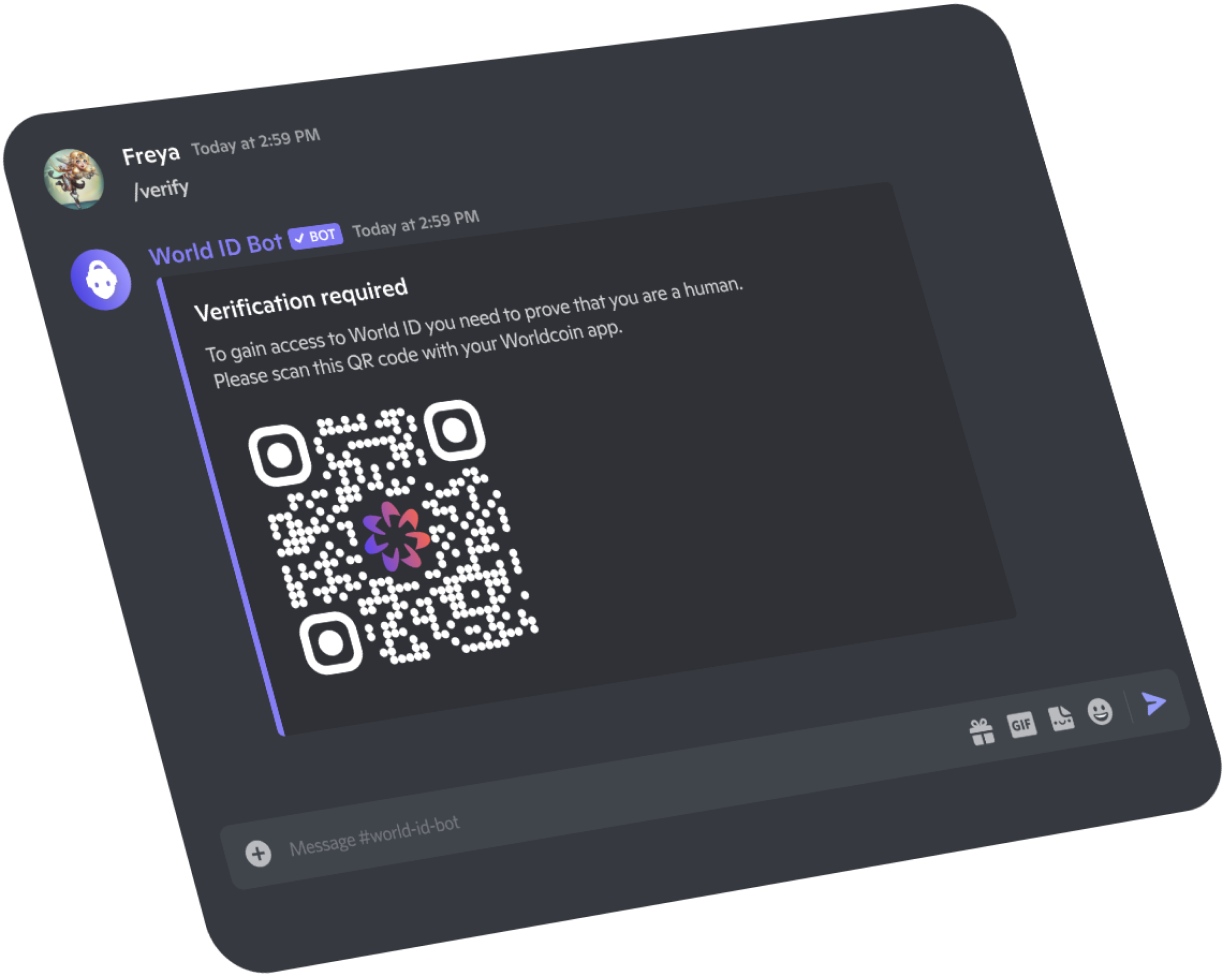 Freya Today at 2:59 PM
/verify
World ID Bot BOT Today at 2:59 PM
Verification required
To gain access to World ID you need to prove that you are a human.
Please scan this QR code with your Worldcoin app.
GIF
Message #world-id-bot